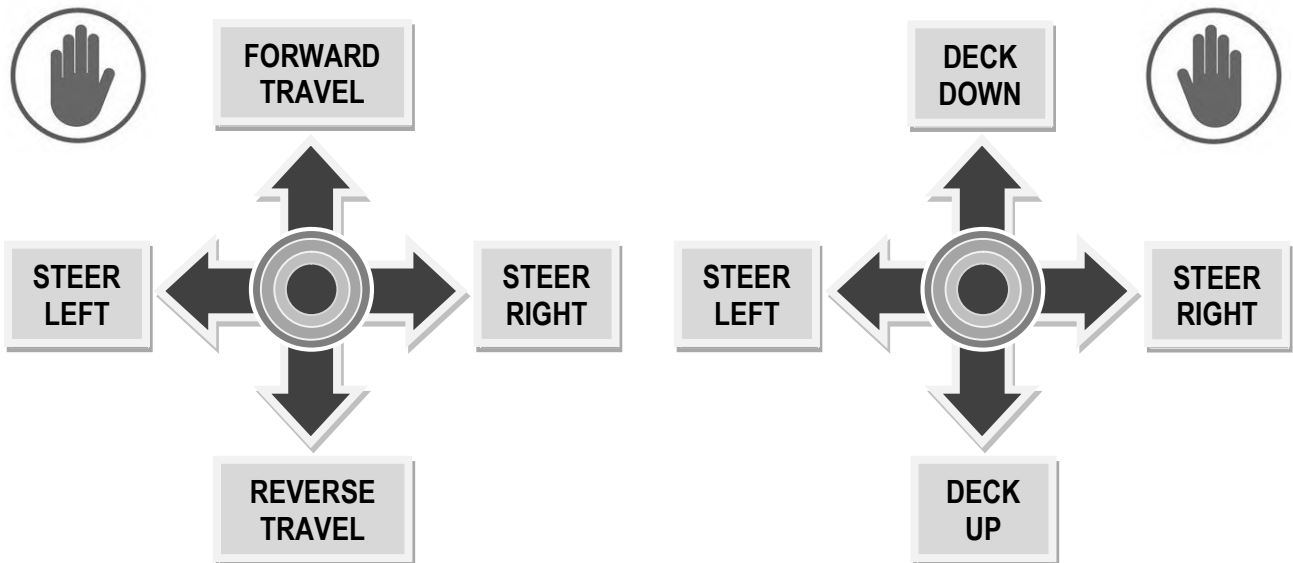 FORWARD
TRAVEL
STEER
LEFT
STEER
RIGHT
REVERSE
TRAVEL
DECK
DOWN
STEER
LEFT
STEER
RIGHT
DECK
UP